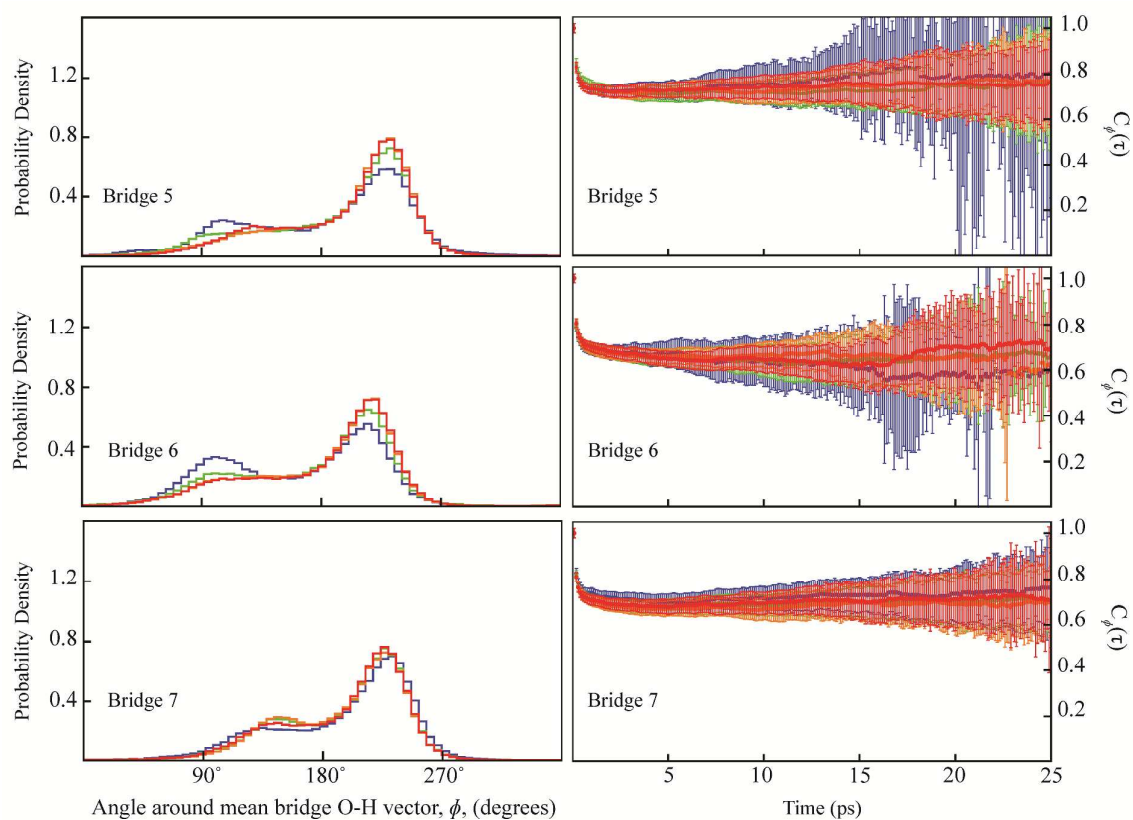 Probability Density
1.2
0.8
0.4
Bridge 5
1.0
0.8
0.6
0.4
0.2
Bridge 5
C𝜙(τ)
Probability Density
1.2
0.8
0.4
Bridge 6
1.0
0.8
0.6
0.4
0.2
Bridge 6
C𝜙(τ)
Probability Density
1.2
0.8
0.4
Bridge 7
90° 180° 270°
Angle around mean bridge O-H vector, 𝜙, (degrees)
1.0
0.8
0.6
0.4
0.2
Bridge 7
C𝜙(τ)
5 10 15 20 25
Time (ps)